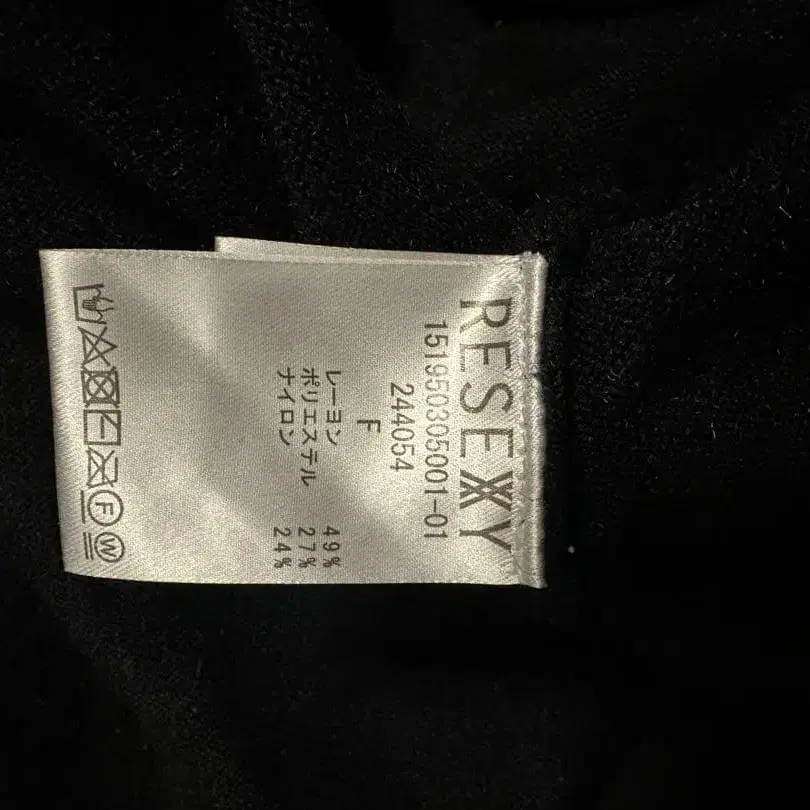 RESEXXY
151950305001-01
244054
F
レーヨン 49%
ポリエステル 27%
ナイロン 24%
F W